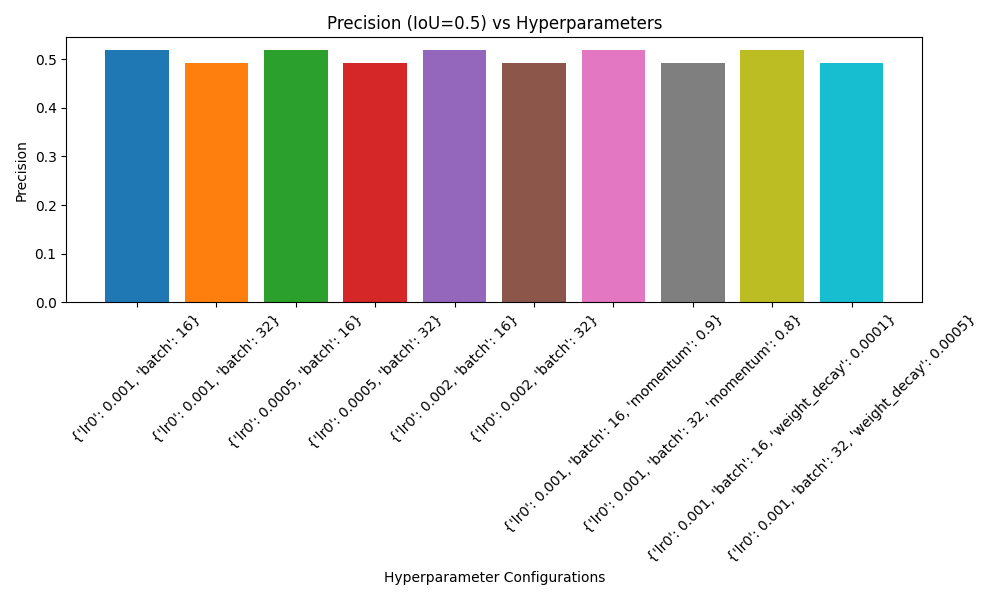 Precision (IoU=0.5) vs Hyperparameters
Precision
0.5
0.4
0.3
0.2
0.1
0.0
{'lr0': 0.001, 'batch': 16}
{'lr0': 0.001, 'batch': 32}
{'lr0': 0.0005, 'batch': 16}
{'lr0': 0.0005, 'batch': 32}
{'lr0': 0.002, 'batch': 16}
{'lr0': 0.002, 'batch': 32}
{'lr0': 0.001, 'batch': 16, 'momentum': 0.9}
{'lr0': 0.001, 'batch': 32, 'momentum': 0.8}
{'lr0': 0.001, 'batch': 16, 'weight_decay': 0.0001}
{'lr0': 0.001, 'batch': 32, 'weight_decay': 0.0005}
Hyperparameter Configurations